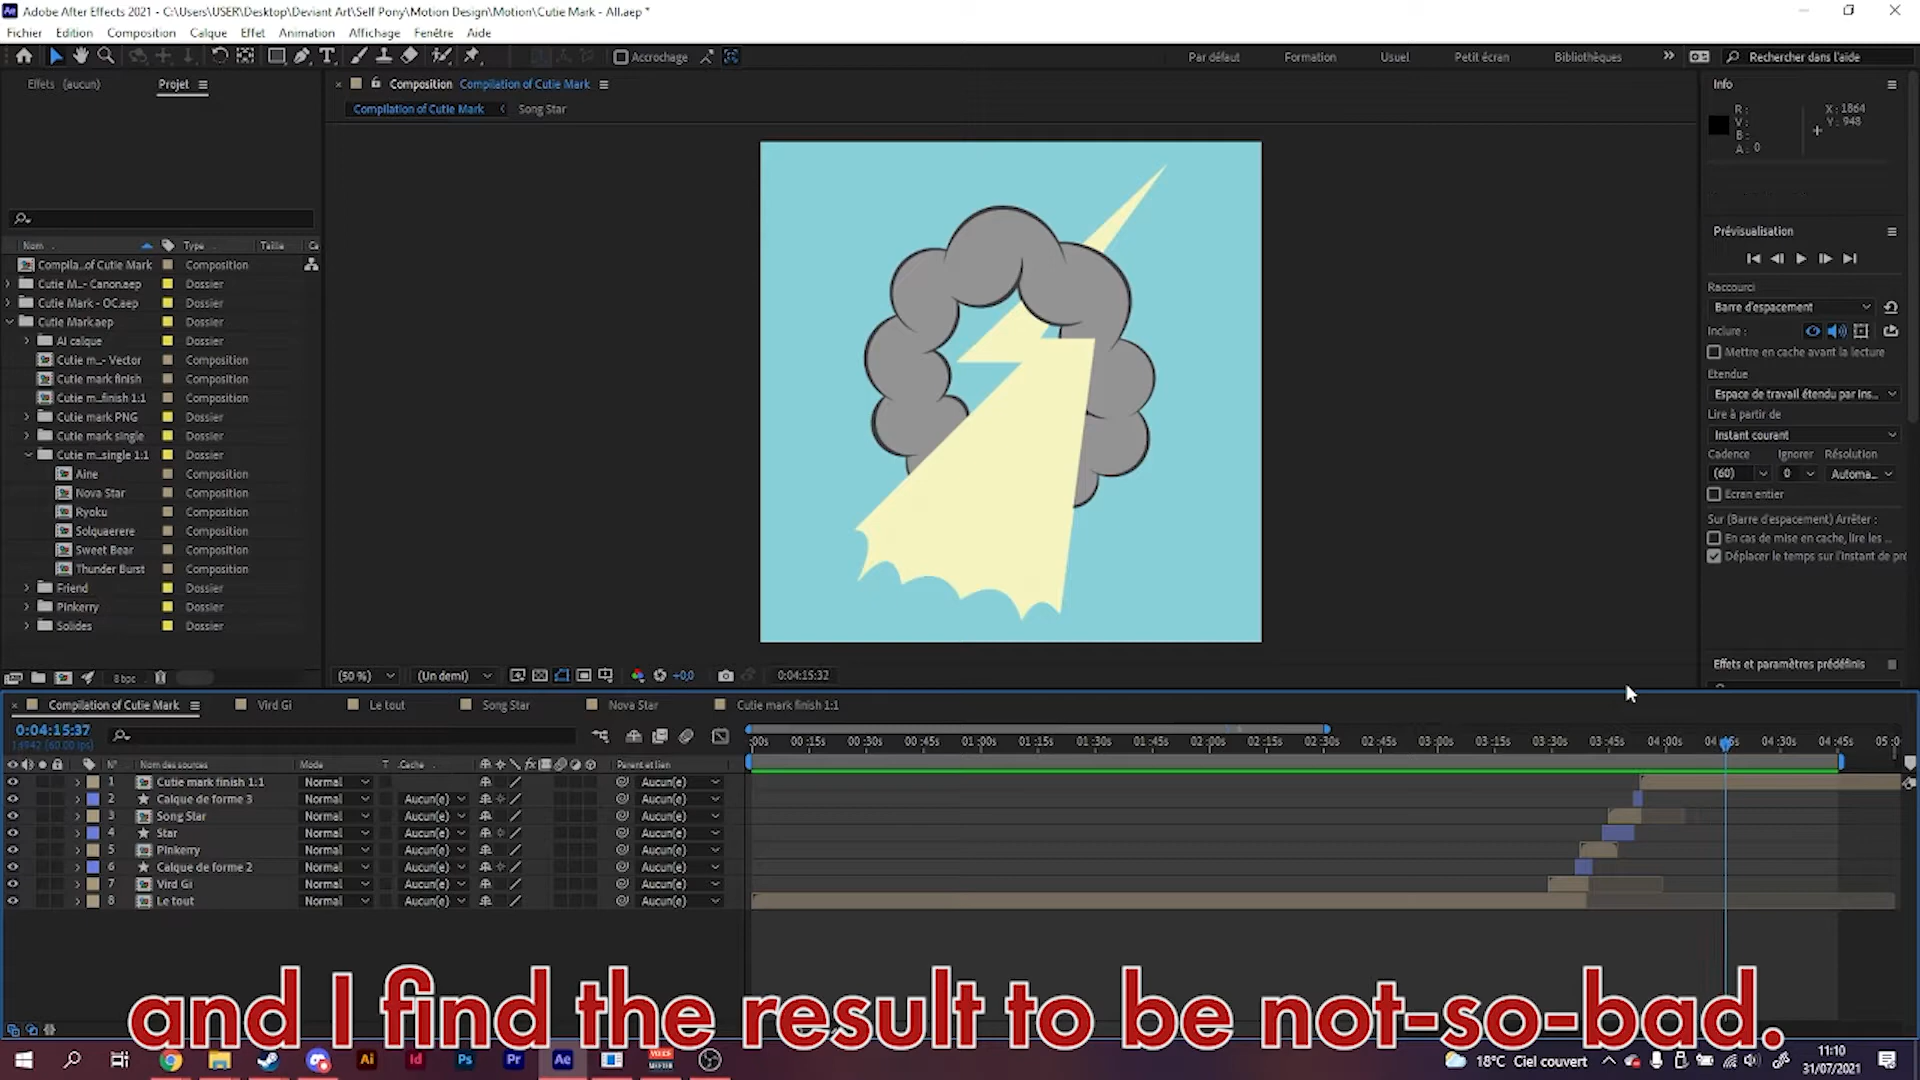 Adobe After Effects 2021 - C:\Users\USER\Desktop\Deviant Art\Self Pony\Motion Design\Motion\Cutie Mark - All.aep *
Fichier Edition Composition Calque Effet Animation Affichage Fenêtre Aide
Accrochage Par défaut Formation Usuel Petit écran Bibliothèques Rechercher dans l'aide
Effets (aucun) Projet
Composition Compilation of Cutie Mark
Compilation of Cutie Mark Song Star
Info
R : X : 1864
V : Y : 948
B :
A : 0
Prévisualisation
Raccourci
Barre d'espacement
Inclure :
Mettre en cache avant la lecture
Etendue
Espace de travail étendu par Ins...
Lire à partir de
Instant courant
Cadence Ignorer Résolution
(60) 0 Automa...
Ecran entier
Sur (Barre d'espacement) Arrêter :
En cas de mise en cache, lire les ...
Déplacer le temps sur l'instant de pré
Effets et paramètres prédéfinis
Nom Type Taille Ca
Compila...of Cutie Mark Composition
Cutie M...- Canon.aep Dossier
Cutie Mark - OC.aep Dossier
Cutie Mark.aep Dossier
AI calque Dossier
Cutie m...- Vector Composition
Cutie mark finish Composition
Cutie m...finish 1:1 Composition
Cutie mark PNG Dossier
Cutie mark single Dossier
Cutie m...single 1:1 Dossier
Aine Composition
Nova Star Composition
Ryoku Composition
Solquaerere Composition
Sweet Bear Composition
Thunder Burst Composition
Friend Dossier
Pinkerry Dossier
Solides Dossier
8 bpc
(50 %) (Un demi) +0,0 0:04:15:32
Compilation of Cutie Mark Vird Gi Le tout Song Star Nova Star Cutie mark finish 1:1
0:04:15:37
14942 (60.00 ips)
:00s 00:15s 00:30s 00:45s 01:00s 01:15s 01:30s 01:45s 02:00s 02:15s 02:30s 02:45s 03:00s 03:15s 03:30s 03:45s 04:00s 04:15s 04:30s 04:45s 05:0
N° Nom des sources Mode T .Cache Parent et lien
1 Cutie mark finish 1:1 Normal Aucun(e)
2 Calque de forme 3 Normal Aucun(e) Aucun(e)
3 Song Star Normal Aucun(e) Aucun(e)
4 Star Normal Aucun(e) Aucun(e)
5 Pinkerry Normal Aucun(e) Aucun(e)
6 Calque de forme 2 Normal Aucun(e) Aucun(e)
7 Vird Gi Normal Aucun(e) Aucun(e)
8 Le tout Normal Aucun(e) Aucun(e)
and I find the result to be not-so-bad.
Ai Id Ps Pr Ae VOICE MEETER
18°C Ciel couvert
11:10
31/07/2021